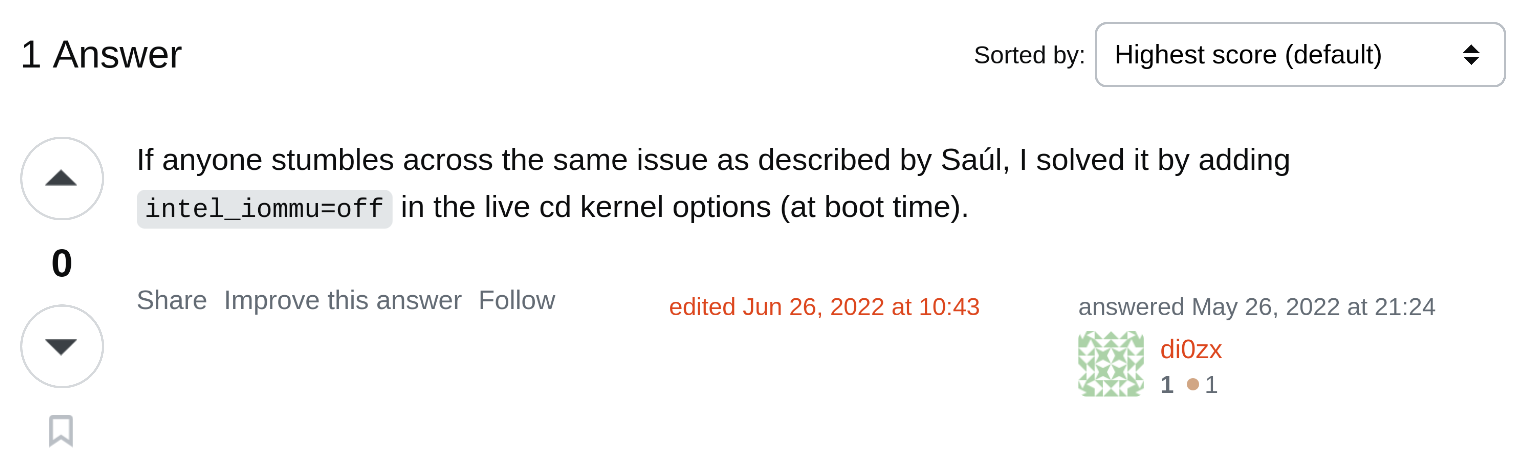 1 Answer
Sorted by: Highest score (default)
If anyone stumbles across the same issue as described by Saúl, I solved it by adding
intel_iommu=off in the live cd kernel options (at boot time).
0
Share Improve this answer Follow
edited Jun 26, 2022 at 10:43
answered May 26, 2022 at 21:24
di0zx
1 1